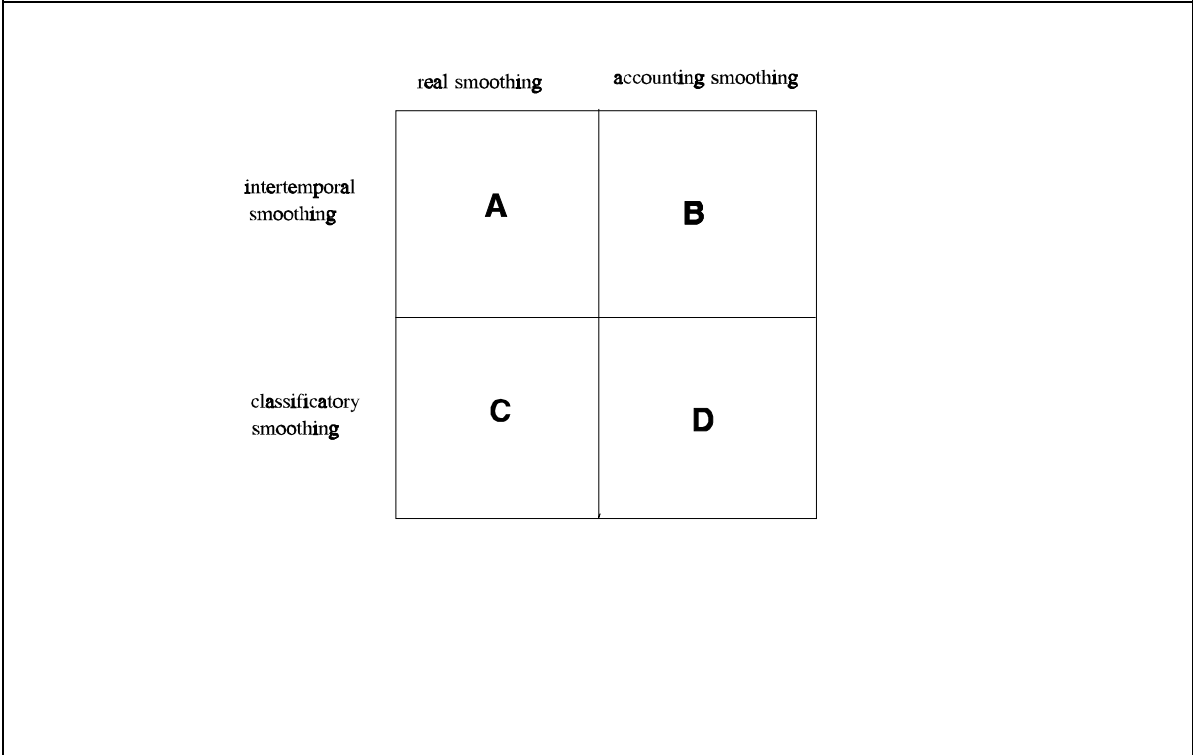 real smoothing
accounting smoothing
intertemporal
smoothing
A
B
classificatory
smoothing
C
D